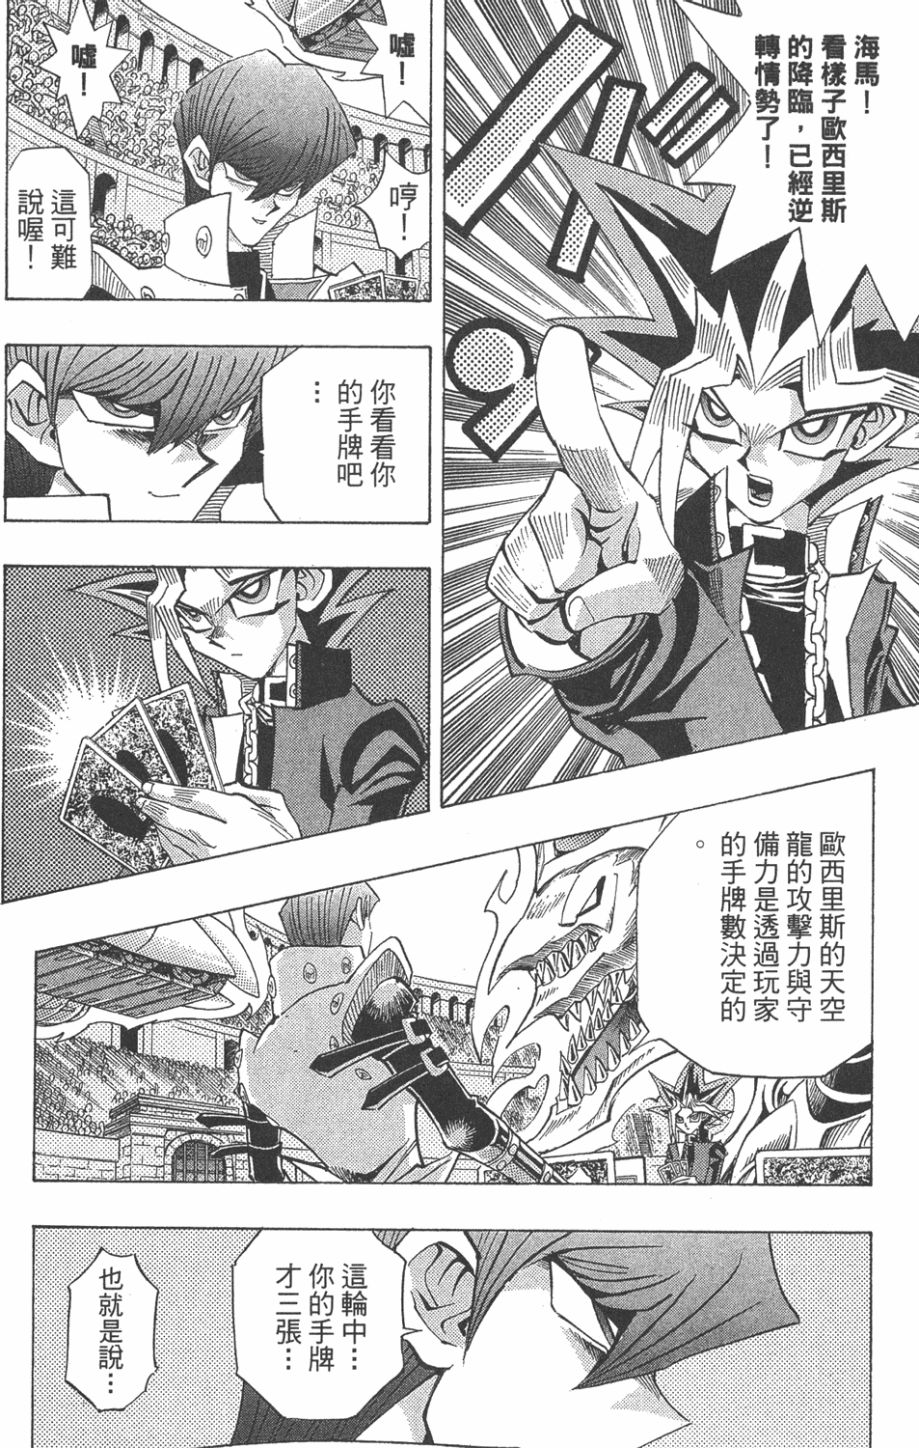 海馬！
看樣子歐西里斯
的降臨，已經逆
轉情勢了！
バン
噓！
噓！
哼！
這可難
說喔！
你看看你
的手牌吧
…
歐西里斯的天空
龍的攻擊力與守
備力是透過玩家
的手牌數決定的
。
這輪中…
你的手牌
才三張…
也就是說…